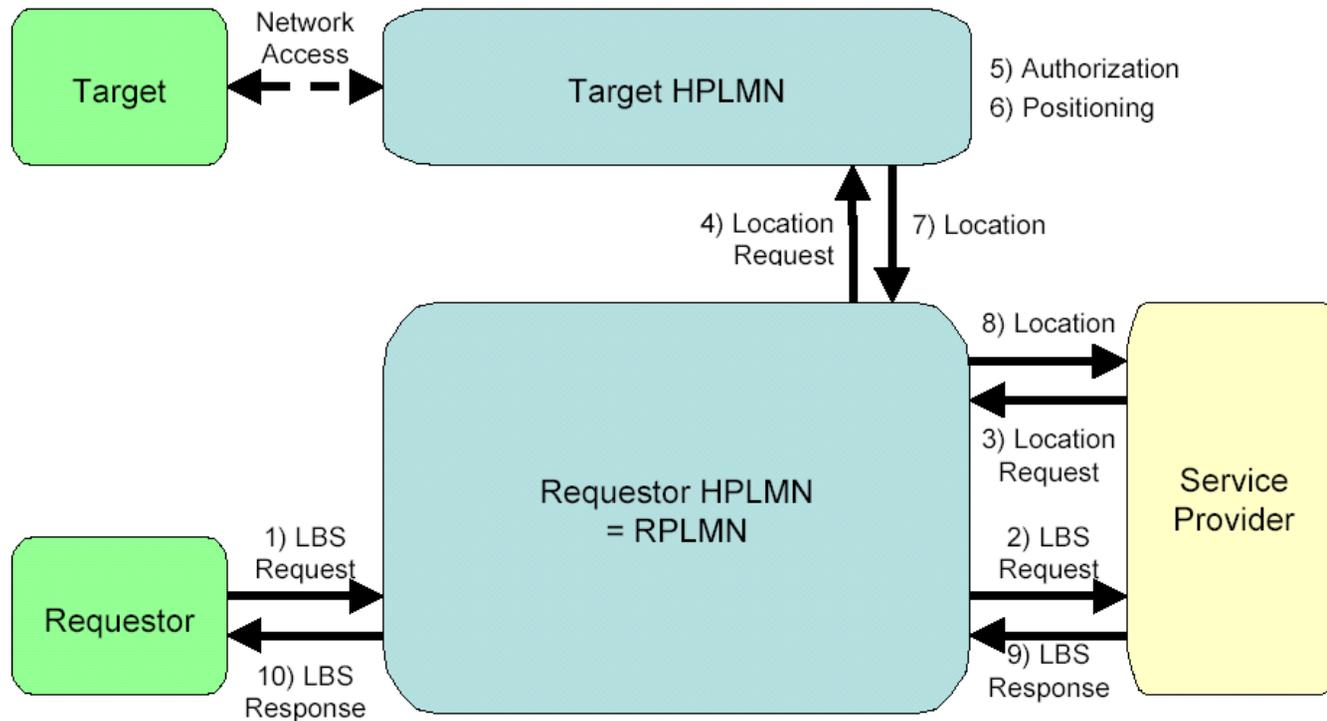 Network
Access
Target
Target HPLMN
5) Authorization
6) Positioning
4) Location
Request
7) Location
8) Location
3) Location
Request
Requestor HPLMN
= RPLMN
Service
Provider
1) LBS
Request
2) LBS
Request
Requestor
10) LBS
Response
9) LBS
Response